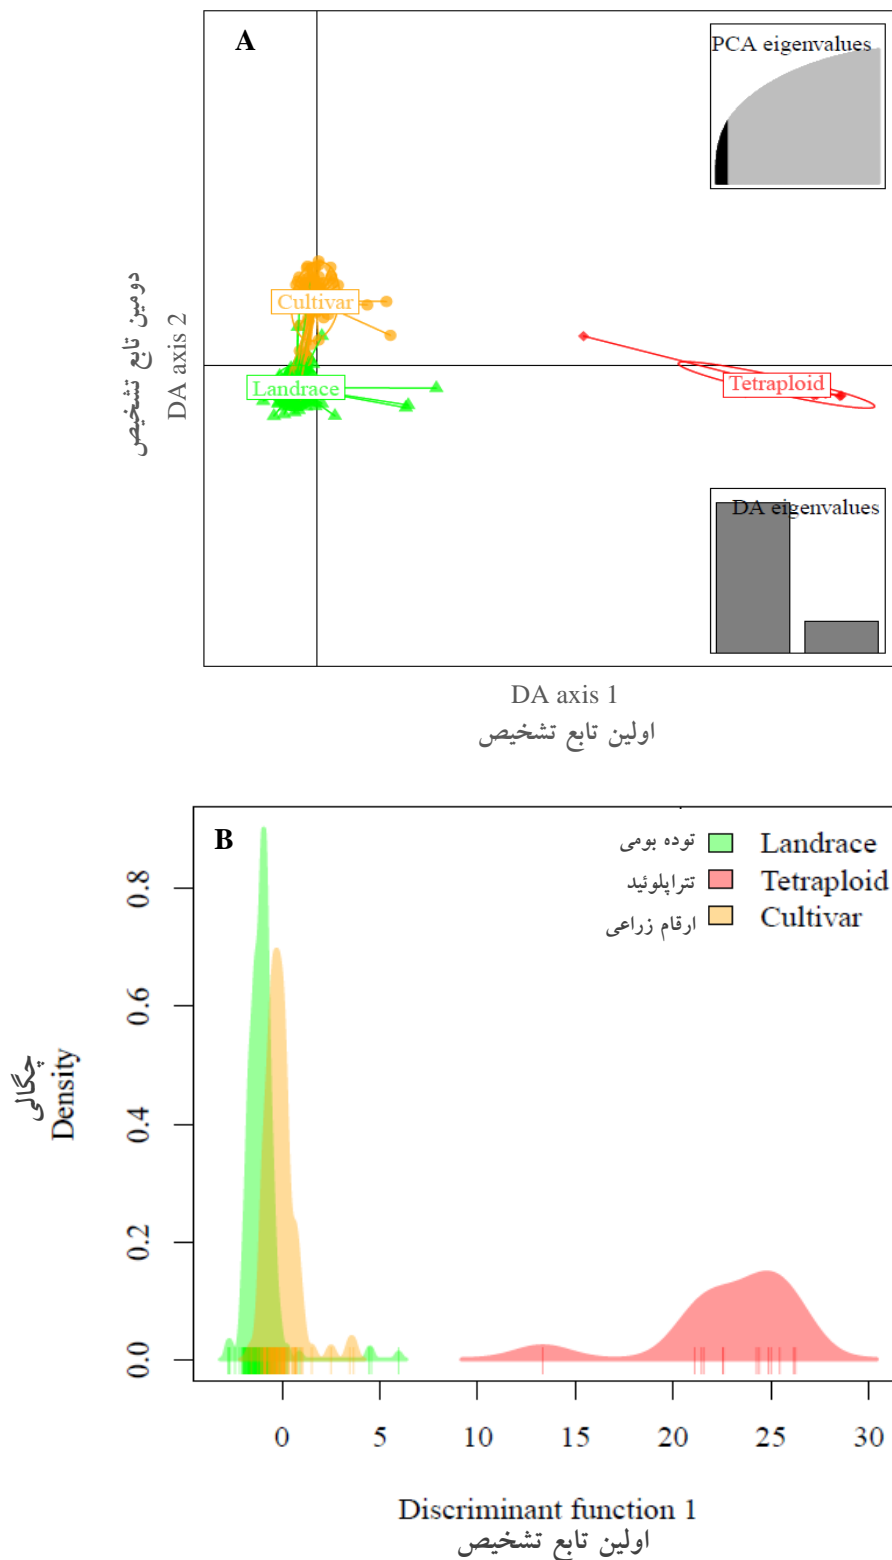 A
PCA eigenvalues
Cultivar
Landrace
Tetraploid
دومین تابع تشخیص
DA axis 2
DA eigenvalues
DA axis 1
اولین تابع تشخیص
B
توده بومی Landrace
تتراپلوئید Tetraploid
ارقام زراعی Cultivar
چگالی
Density
0.8
0.6
0.4
0.2
0.0
0 5 10 15 20 25 30
Discriminant function 1
اولین تابع تشخیص